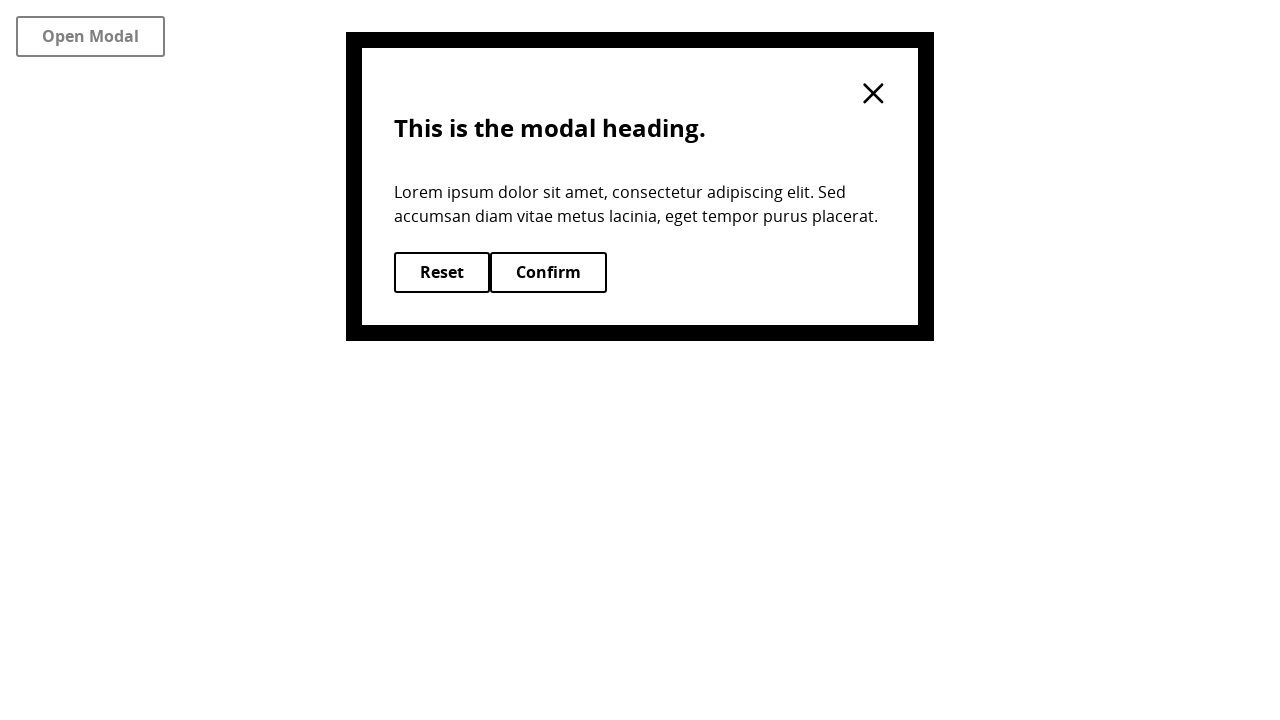 Open Modal
This is the modal heading.
Lorem ipsum dolor sit amet, consectetur adipiscing elit. Sed
accumsan diam vitae metus lacinia, eget tempor purus placerat.
Reset
Confirm